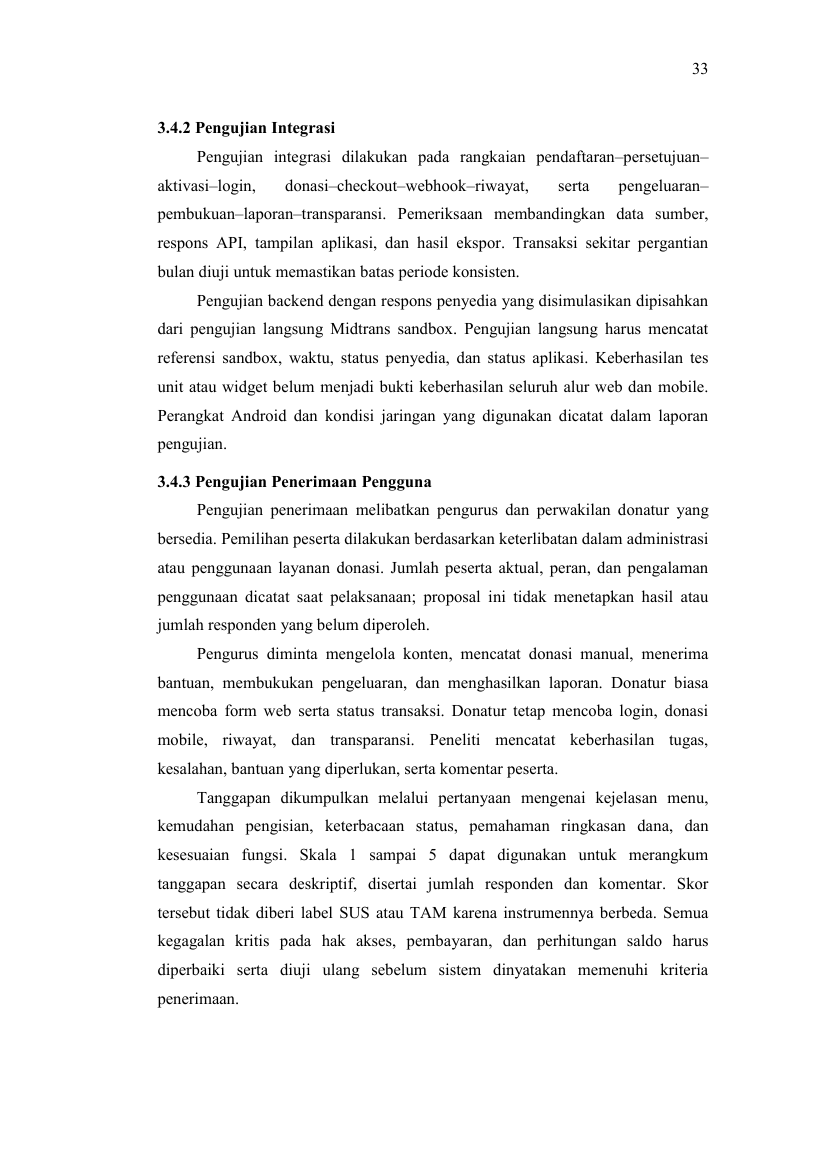 33
3.4.2 Pengujian Integrasi
Pengujian integrasi dilakukan pada rangkaian pendaftaran–persetujuan–
aktivasi–login, donasi–checkout–webhook–riwayat, serta pengeluaran–
pembukuan–laporan–transparansi. Pemeriksaan membandingkan data sumber,
respons API, tampilan aplikasi, dan hasil ekspor. Transaksi sekitar pergantian
bulan diuji untuk memastikan batas periode konsisten.
Pengujian backend dengan respons penyedia yang disimulasikan dipisahkan
dari pengujian langsung Midtrans sandbox. Pengujian langsung harus mencatat
referensi sandbox, waktu, status penyedia, dan status aplikasi. Keberhasilan tes
unit atau widget belum menjadi bukti keberhasilan seluruh alur web dan mobile.
Perangkat Android dan kondisi jaringan yang digunakan dicatat dalam laporan
pengujian.
3.4.3 Pengujian Penerimaan Pengguna
Pengujian penerimaan melibatkan pengurus dan perwakilan donatur yang
bersedia. Pemilihan peserta dilakukan berdasarkan keterlibatan dalam administrasi
atau penggunaan layanan donasi. Jumlah peserta aktual, peran, dan pengalaman
penggunaan dicatat saat pelaksanaan; proposal ini tidak menetapkan hasil atau
jumlah responden yang belum diperoleh.
Pengurus diminta mengelola konten, mencatat donasi manual, menerima
bantuan, membukukan pengeluaran, dan menghasilkan laporan. Donatur biasa
mencoba form web serta status transaksi. Donatur tetap mencoba login, donasi
mobile, riwayat, dan transparansi. Peneliti mencatat keberhasilan tugas,
kesalahan, bantuan yang diperlukan, serta komentar peserta.
Tanggapan dikumpulkan melalui pertanyaan mengenai kejelasan menu,
kemudahan pengisian, keterbacaan status, pemahaman ringkasan dana, dan
kesesuaian fungsi. Skala 1 sampai 5 dapat digunakan untuk merangkum
tanggapan secara deskriptif, disertai jumlah responden dan komentar. Skor
tersebut tidak diberi label SUS atau TAM karena instrumennya berbeda. Semua
kegagalan kritis pada hak akses, pembayaran, dan perhitungan saldo harus
diperbaiki serta diuji ulang sebelum sistem dinyatakan memenuhi kriteria
penerimaan.